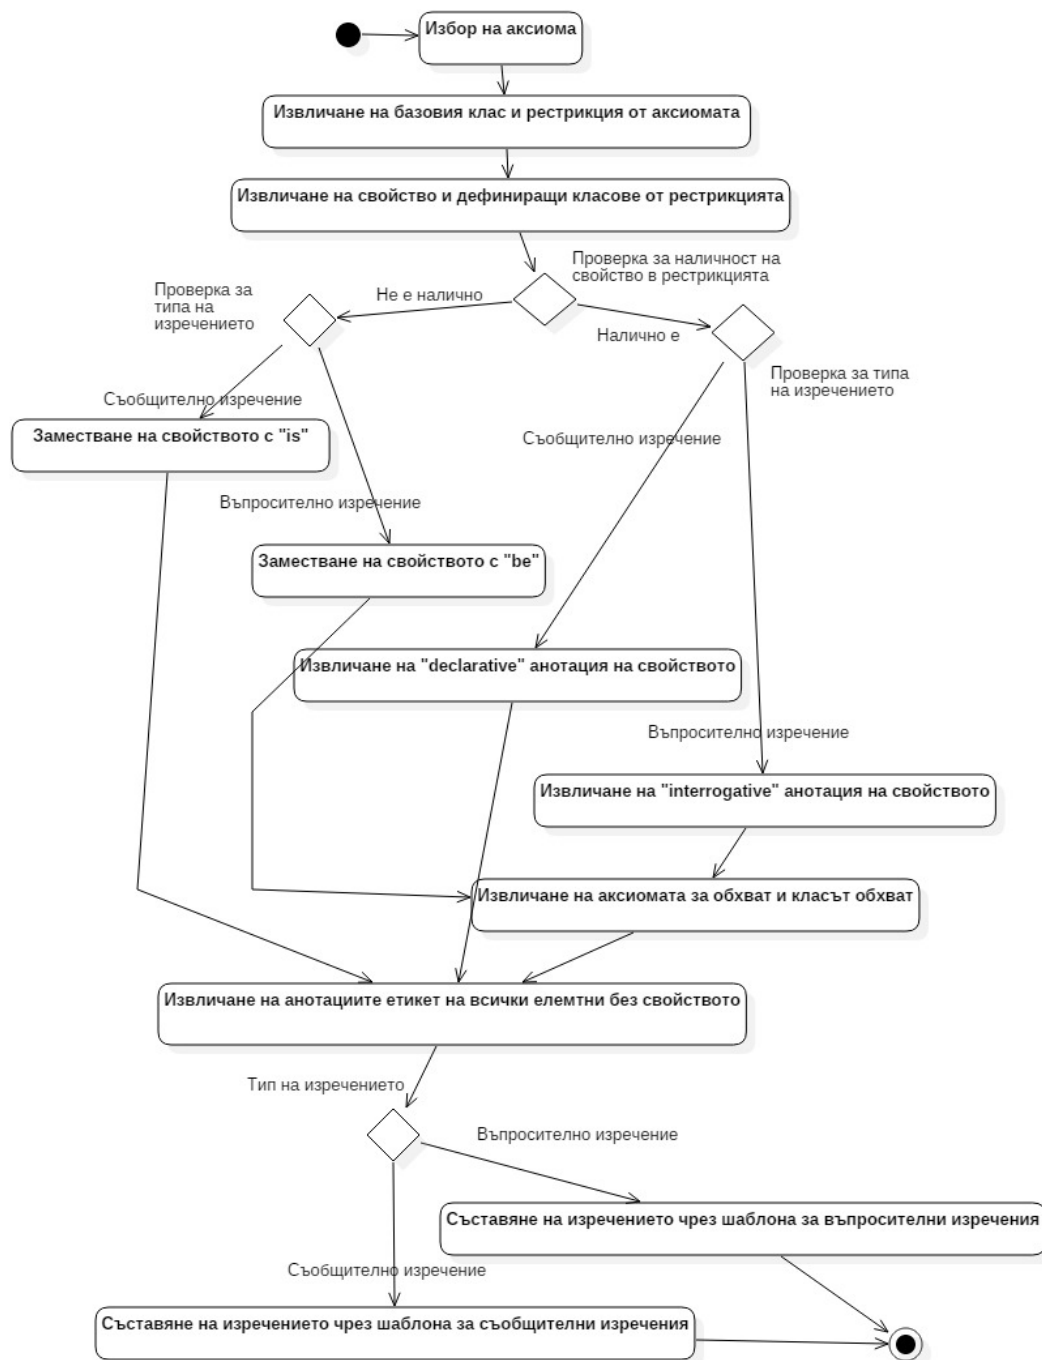 Избор на аксиома
Извличане на базовия клас и рестрикция от аксиомата
Извличане на свойство и дефиниращи класове от рестрикцията
Проверка за наличност на
свойство в рестрикцията
Проверка за
типа на
изречението
Не е налично
Налично е
Проверка за типа
на изречението
Съобщително изречение
Заместване на свойството с "is"
Съобщително изречение
Въпросително изречение
Заместване на свойството с "be"
Извличане на "declarative" анотация на свойството
Въпросително изречение
Извличане на "interrogative" анотация на свойството
Извличане на аксиомата за обхват и класът обхват
Извличане на анотациите етикет на всички елемтни без свойството
Тип на изречението
Въпросително изречение
Съставяне на изречението чрез шаблона за въпросителни изречения
Съобщително изречение
Съставяне на изречението чрез шаблона за съобщителни изречения